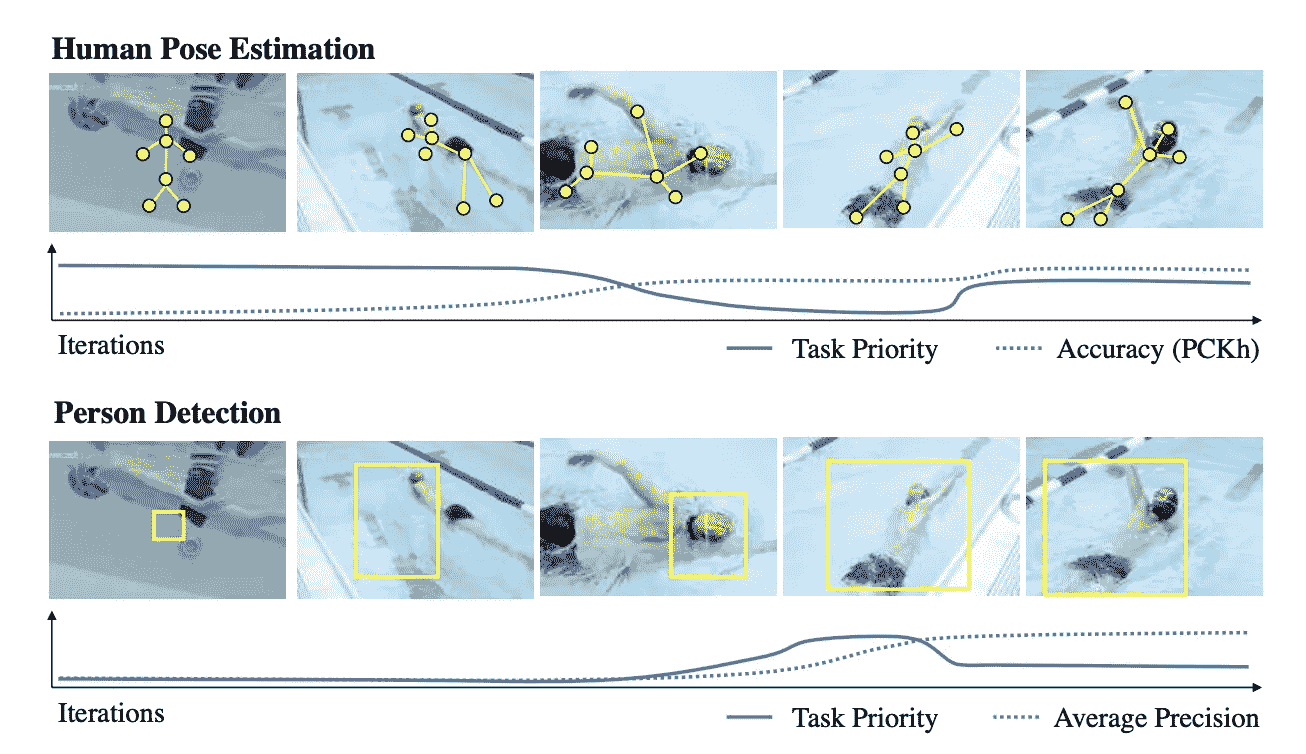 Human Pose Estimation
Iterations
Task Priority
Accuracy (PCKh)
Person Detection
Iterations
Task Priority
Average Precision